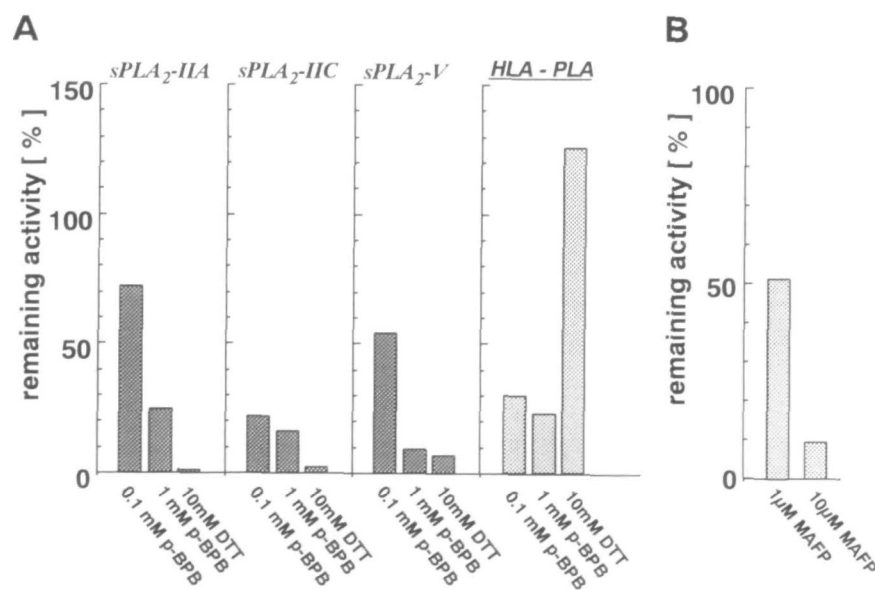 A
B
sPLA2-IIA
sPLA2-IIC
sPLA2-V
HLA - PLA
remaining activity [ % ]
150
100
50
0
0.1 mM p-BPB
1 mM p-BPB
10mM DTT
0.1 mM p-BPB
1 mM p-BPB
10mM DTT
0.1 mM p-BPB
1 mM p-BPB
10mM DTT
0.1 mM p-BPB
1 mM p-BPB
10mM DTT
remaining activity [ % ]
100
50
0
1µM MAFP
10µM MAFP